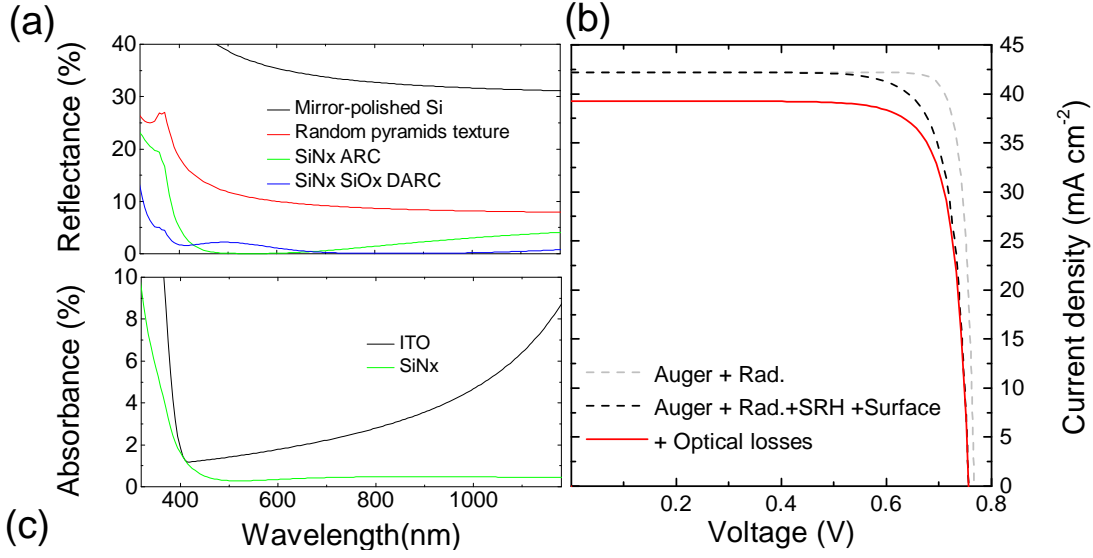 (a)
Reflectance (%)
40
30
20
10
0
Mirror-polished Si
Random pyramids texture
SiNx ARC
SiNx SiOx DARC
Absorbance (%)
10
8
6
4
2
0
ITO
SiNx
400
600
800
1000
Wavelength(nm)
(c)
(b)
Auger + Rad.
Auger + Rad.+SRH +Surface
+ Optical losses
0.2
0.4
0.6
0.8
Voltage (V)
45
40
35
30
25
20
15
10
5
0
Current density (mA cm-2)